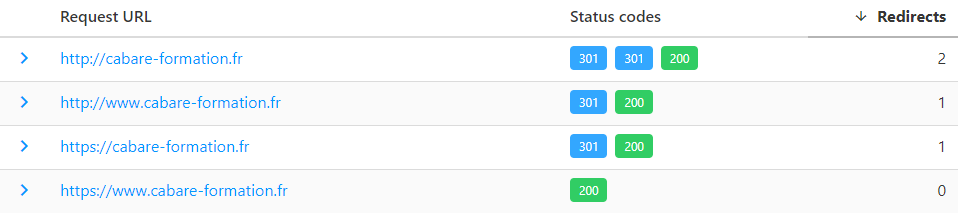 Request URL Status codes ↓ Redirects
http://cabare-formation.fr 301 301 200 2
http://www.cabare-formation.fr 301 200 1
https://cabare-formation.fr 301 200 1
https://www.cabare-formation.fr 200 0